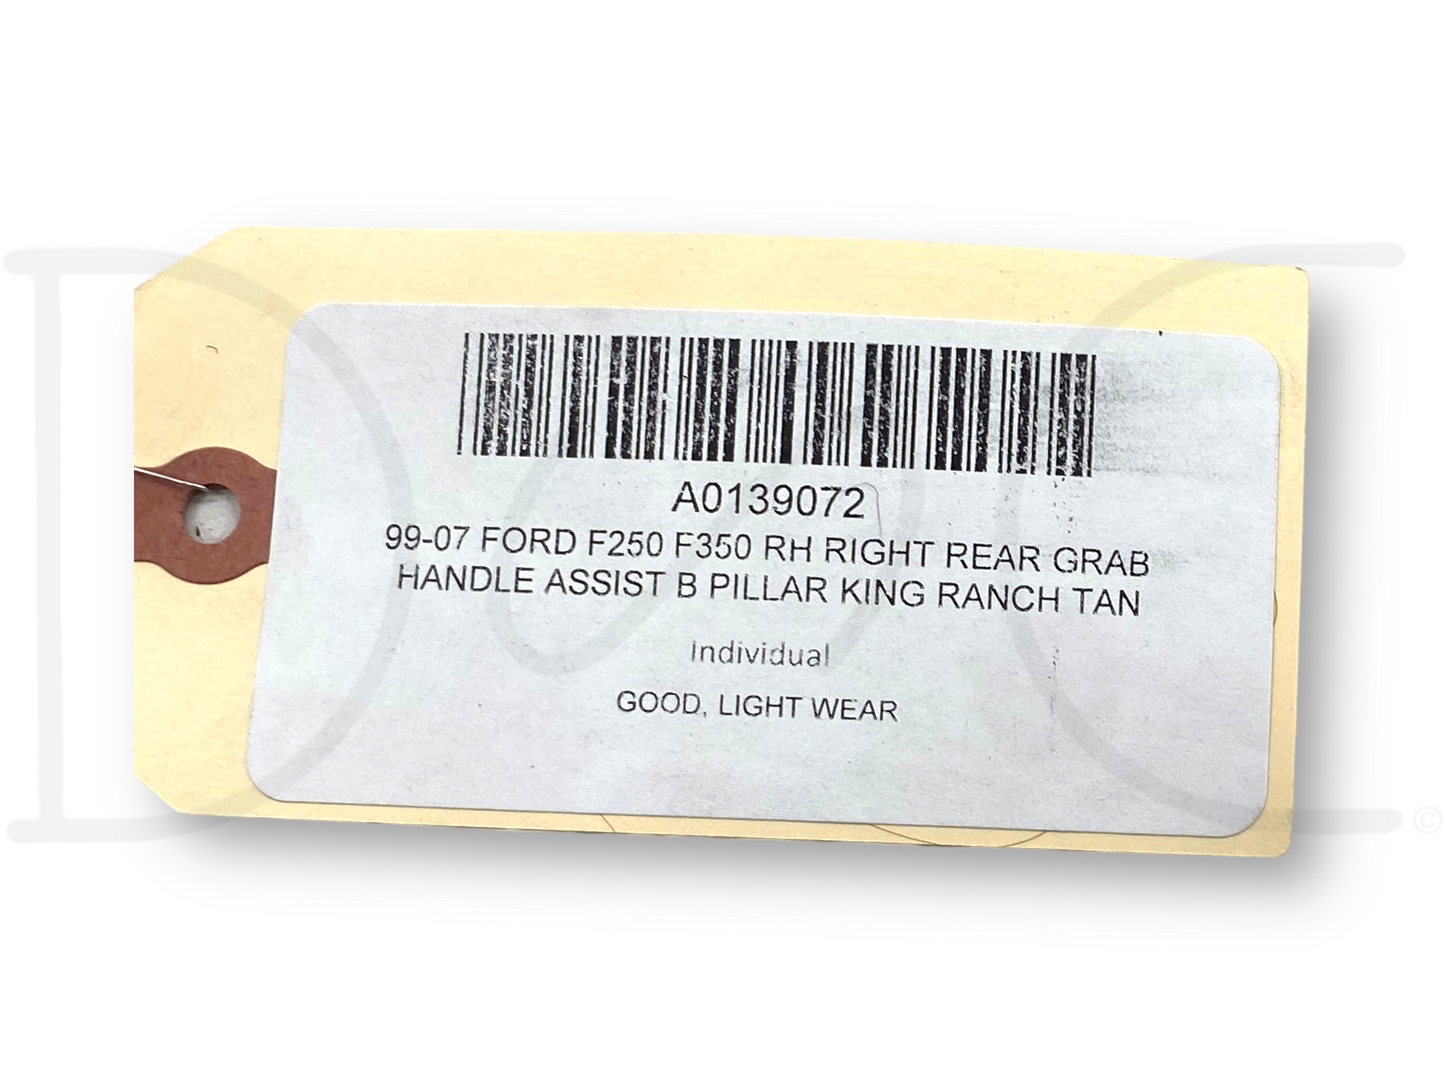 A0139072
99-07 FORD F250 F350 RH RIGHT REAR GRAB
HANDLE ASSIST B PILLAR KING RANCH TAN
Individual
GOOD, LIGHT WEAR
©